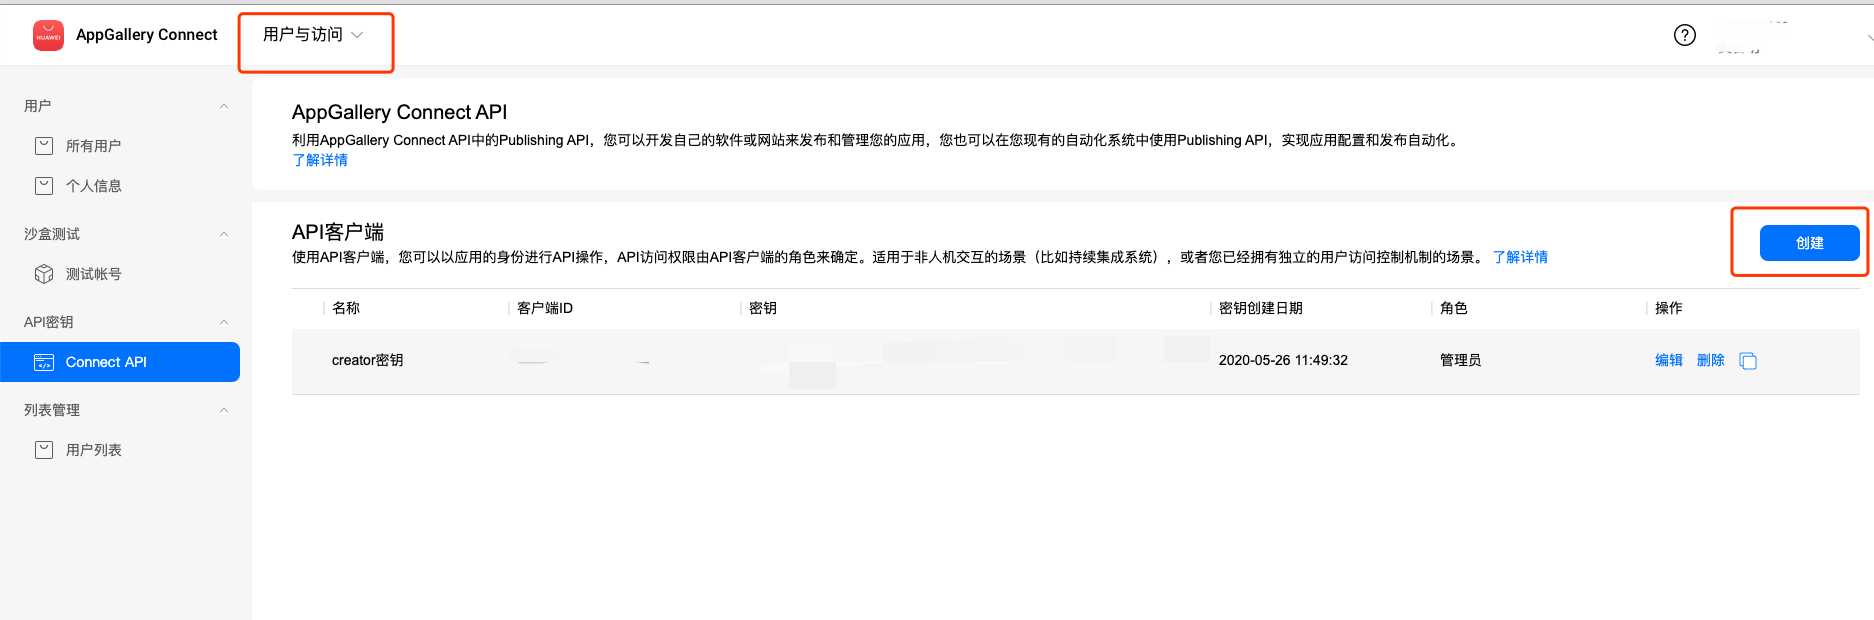 HUAWEI
AppGallery Connect
用户与访问
用户
所有用户
个人信息
沙盒测试
测试帐号
API密钥
Connect API
列表管理
用户列表
AppGallery Connect API
利用AppGallery Connect API中的Publishing API，您可以开发自己的软件或网站来发布和管理您的应用，您也可以在您现有的自动化系统中使用Publishing API，实现应用配置和发布自动化。
了解详情
API客户端
使用API客户端，您可以以应用的身份进行API操作，API访问权限由API客户端的角色来确定。适用于非人机交互的场景（比如持续集成系统），或者您已经拥有独立的用户访问控制机制的场景。 了解详情
创建
名称 客户端ID 密钥 密钥创建日期 角色 操作
creator密钥 2020-05-26 11:49:32 管理员 编辑 删除